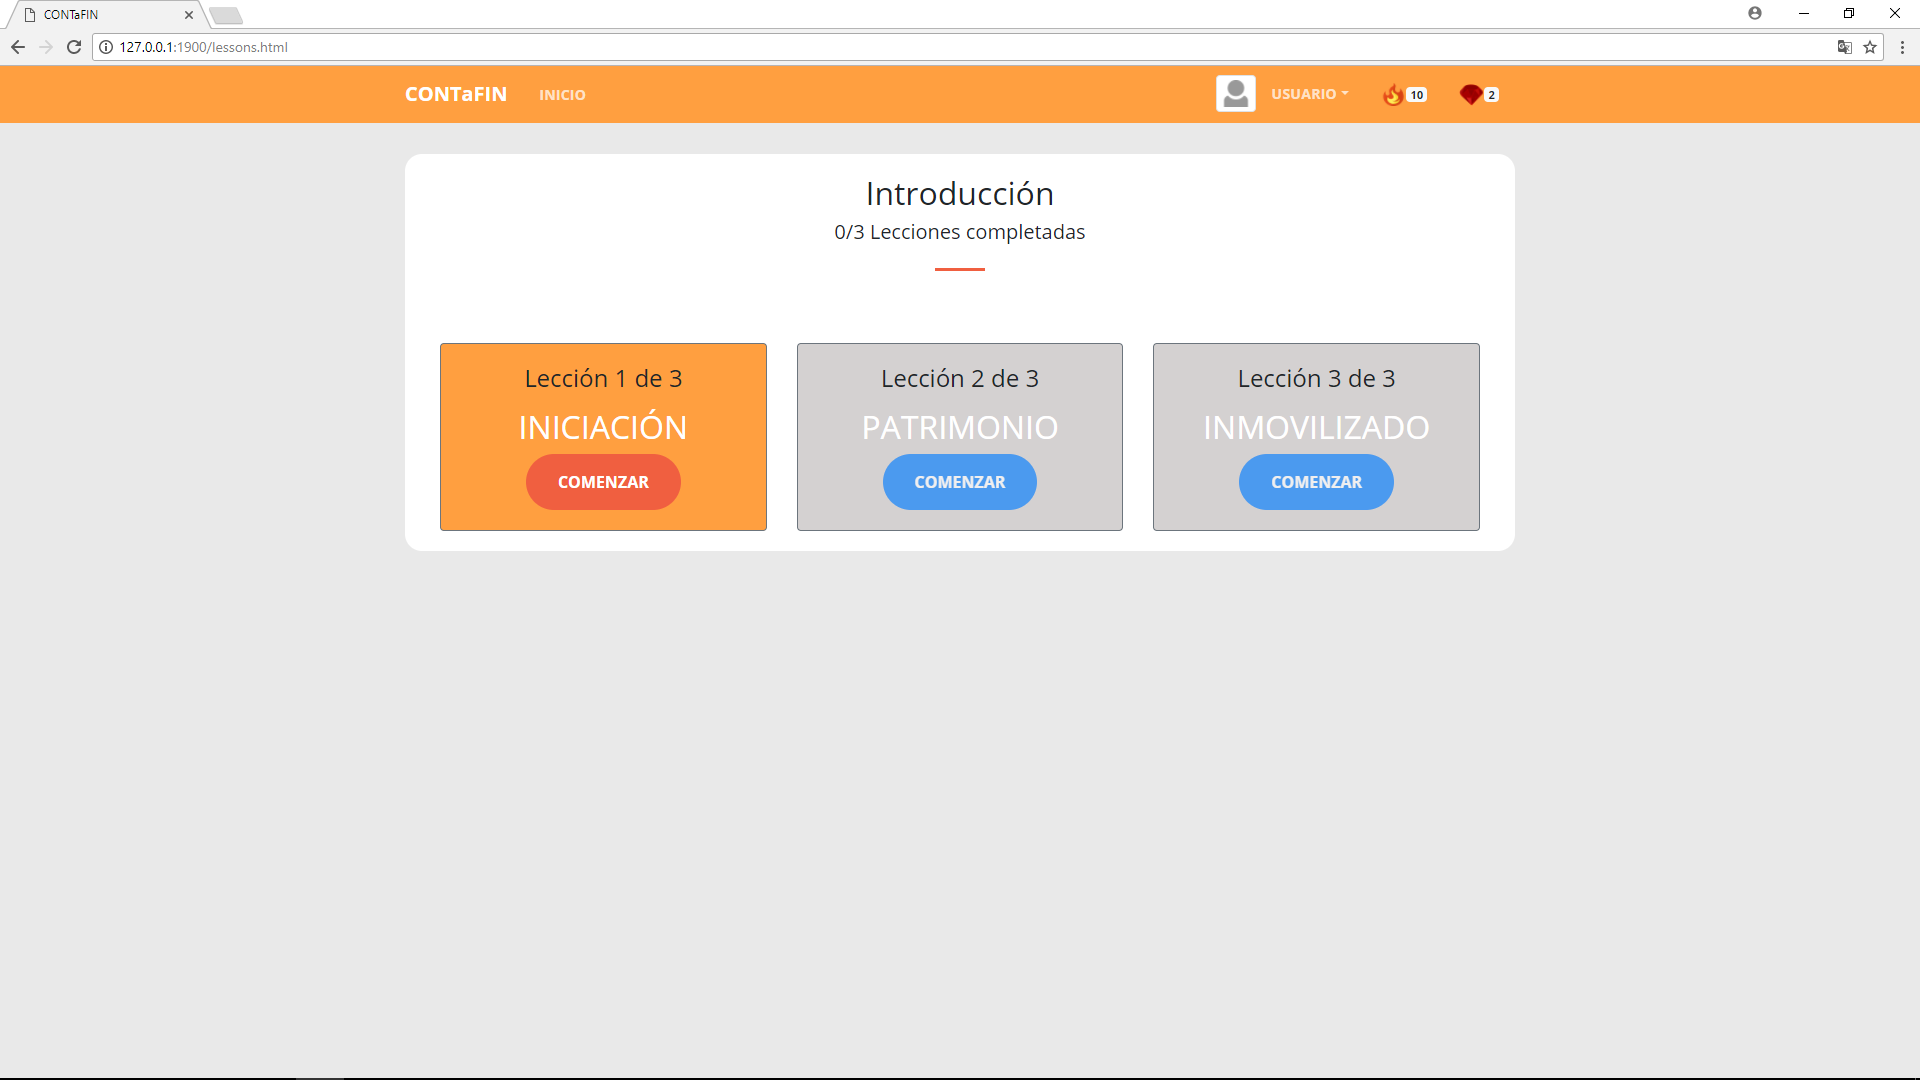 CONTaFIN
127.0.0.1:1900/lessons.html
CONTaFIN INICIO USUARIO 10 2
Introducción
0/3 Lecciones completadas
Lección 1 de 3
INICIACIÓN
COMENZAR
Lección 2 de 3
PATRIMONIO
COMENZAR
Lección 3 de 3
INMOVILIZADO
COMENZAR